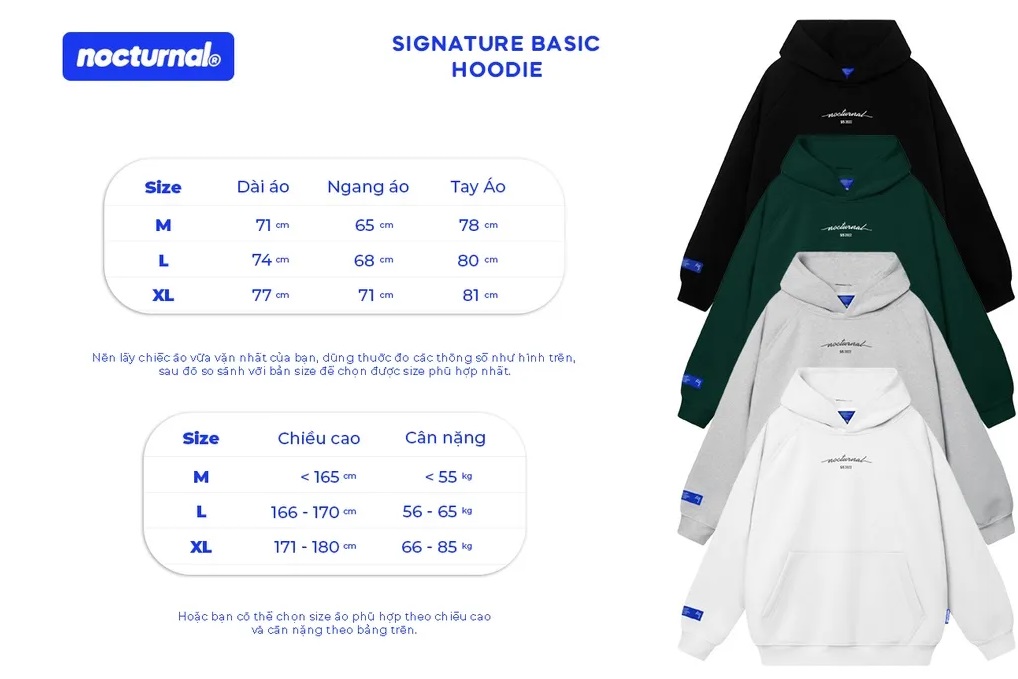 nocturnal®
SIGNATURE BASIC
HOODIE
Size Dài áo Ngang áo Tay Áo
M 71 cm 65 cm 78 cm
L 74 cm 68 cm 80 cm
XL 77 cm 71 cm 81 cm
Nên lấy chiếc áo vừa vặn nhất của bạn, dùng thước đo các thông số như hình trên,
sau đó so sánh với bản size để chọn được size phù hợp nhất.
Size Chiều cao Cân nặng
M < 165 cm < 55 kg
L 166 - 170 cm 56 - 65 kg
XL 171 - 180 cm 66 - 85 kg
Hoặc bạn có thể chọn size áo phù hợp theo chiều cao
và cân nặng theo bảng trên.
nocturnal
nocturnal
nocturnal
nocturnal